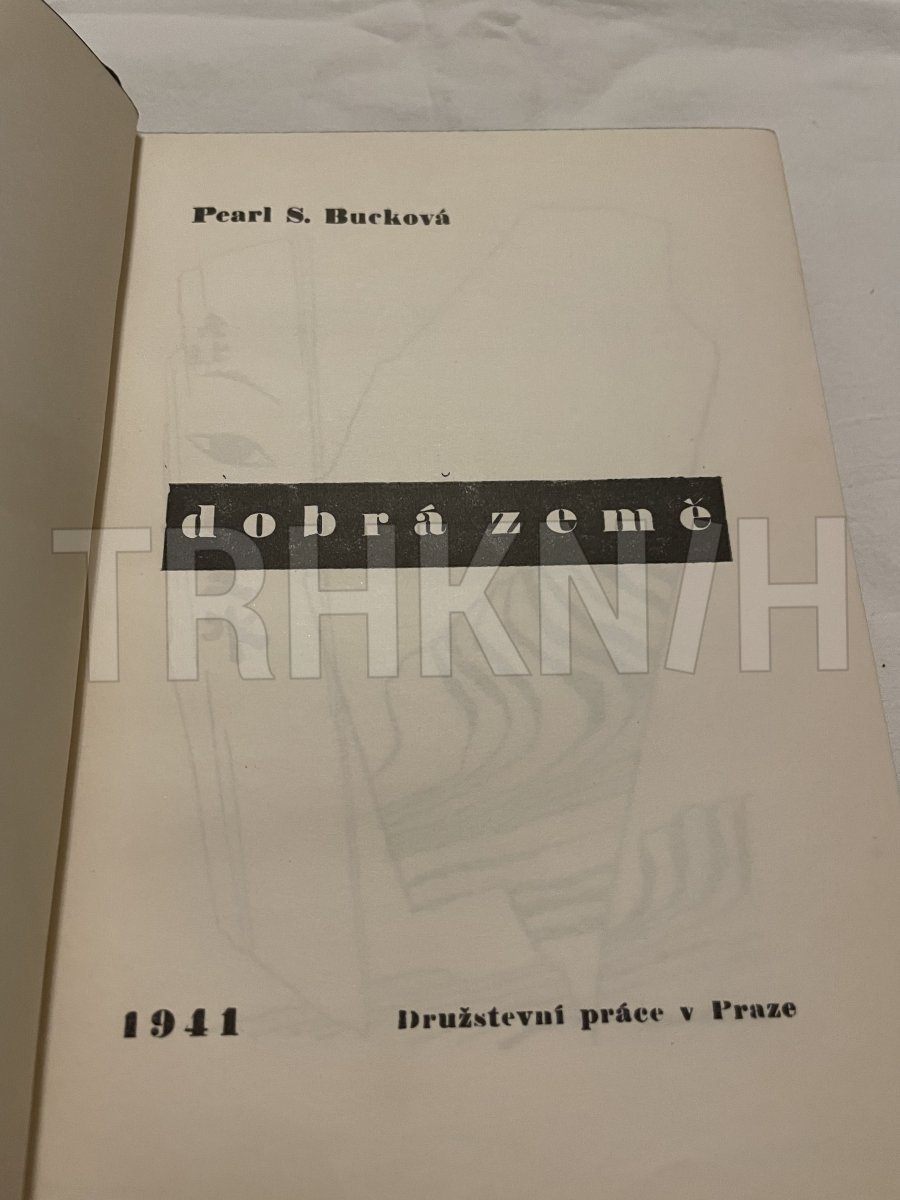 Pearl S. Bucková
dobrá země
TRHKNIH
1941 Družstevní práce v Praze